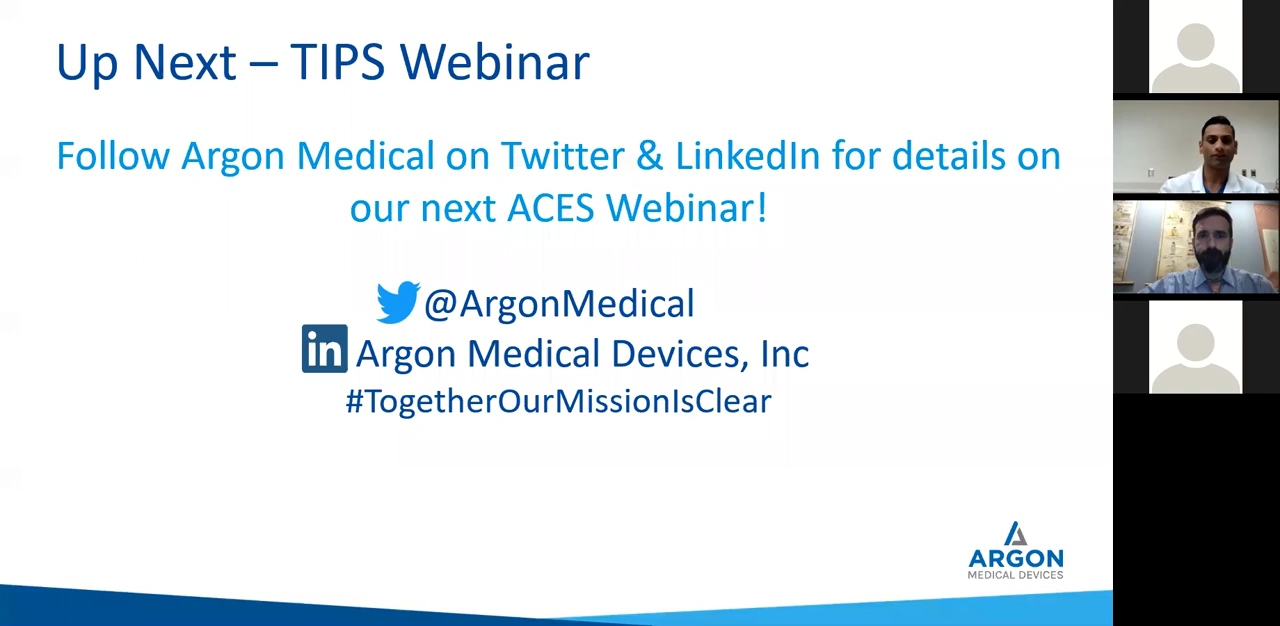 Up Next – TIPS Webinar
Follow Argon Medical on Twitter & LinkedIn for details on
our next ACES Webinar!
@ArgonMedical
in Argon Medical Devices, Inc
#TogetherOurMissionIsClear
ARGON
MEDICAL DEVICES